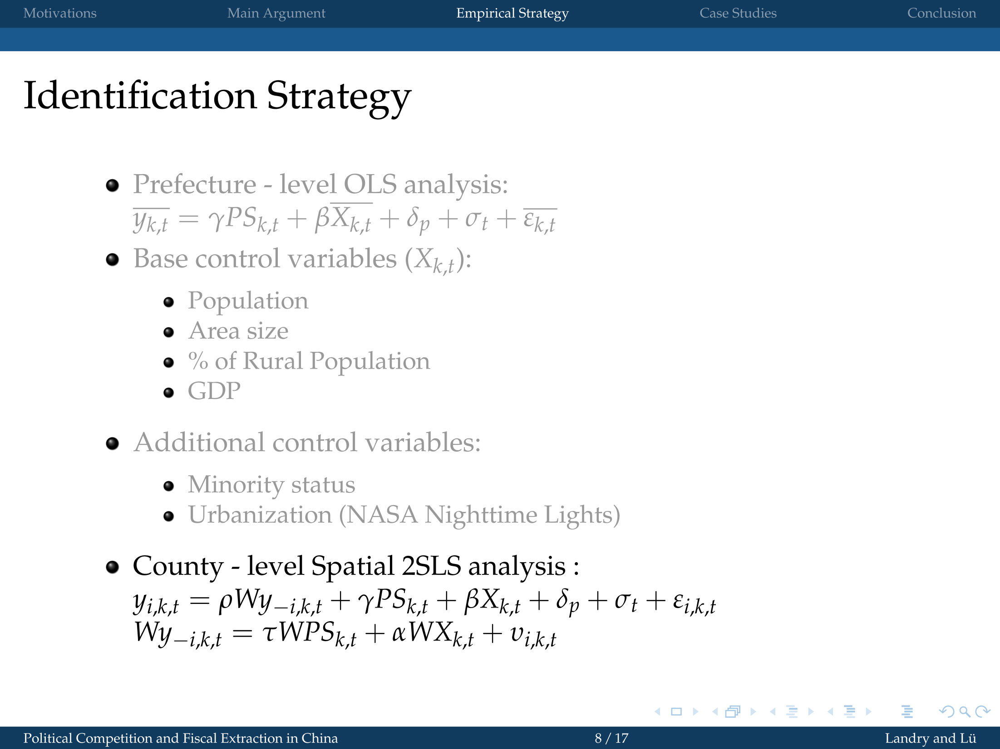 Motivations Main Argument Empirical Strategy Case Studies Conclusion
Identification Strategy
Prefecture - level OLS analysis:
$\overline{y_{k,t}} = \gamma PS_{k,t} + \beta \overline{X_{k,t}} + \delta_p + \sigma_t + \overline{\varepsilon_{k,t}}$
Base control variables ($X_{k,t}$):
Population
Area size
% of Rural Population
GDP
Additional control variables:
Minority status
Urbanization (NASA Nighttime Lights)
County - level Spatial 2SLS analysis :
$y_{i,k,t} = \rho W y_{-i,k,t} + \gamma PS_{k,t} + \beta X_{k,t} + \delta_p + \sigma_t + \varepsilon_{i,k,t}$
$W y_{-i,k,t} = \tau W PS_{k,t} + \alpha W X_{k,t} + \upsilon_{i,k,t}$
Political Competition and Fiscal Extraction in China 8 / 17 Landry and Lü